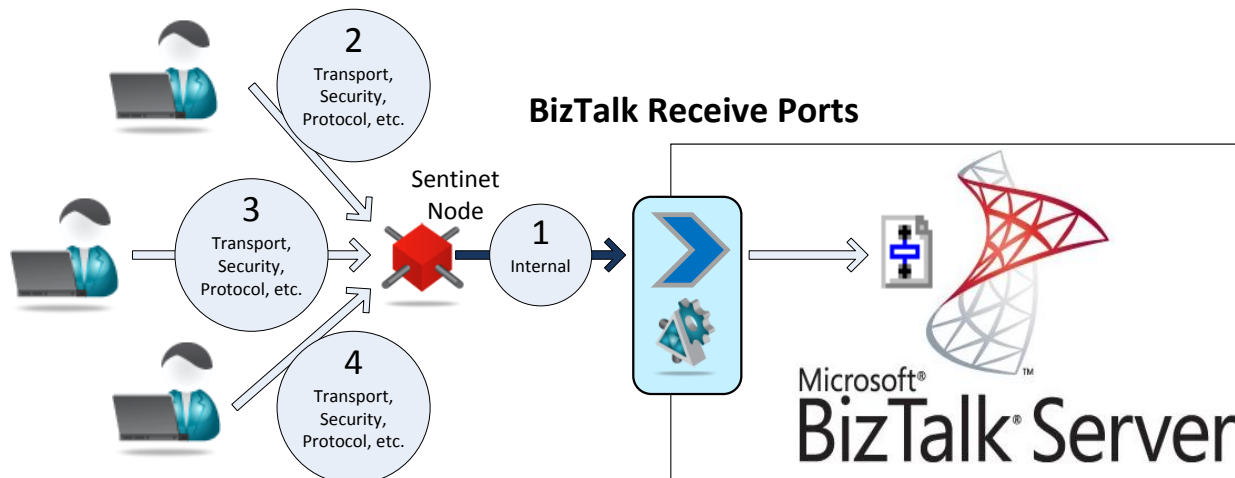 2
Transport,
Security,
Protocol, etc.
BizTalk Receive Ports
Sentinet
Node
3
Transport,
Security,
Protocol, etc.
1
Internal
4
Transport,
Security,
Protocol, etc.
TM
Microsoft®
BizTalk® Server